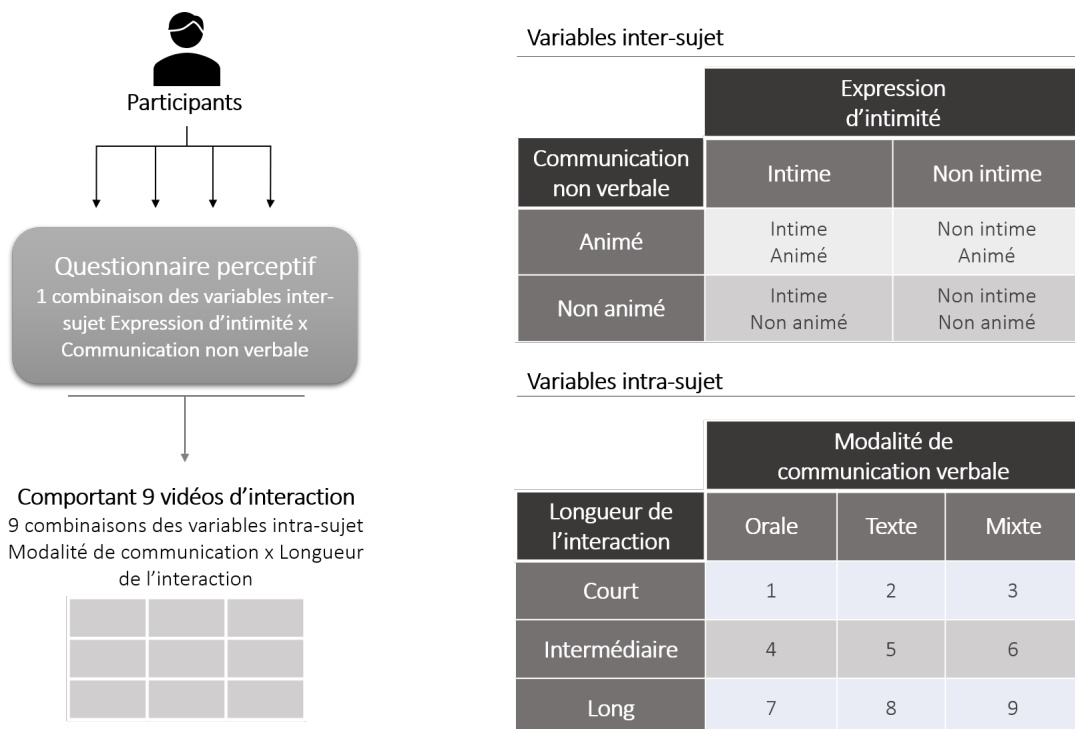 Participants
Questionnaire perceptif
1 combinaison des variables inter-
sujet Expression d'intimité x
Communication non verbale
Comportant 9 vidéos d'interaction
9 combinaisons des variables intra-sujet
Modalité de communication x Longueur
de l'interaction
Variables inter-sujet
Expression
d'intimité
Communication
non verbale
Intime
Non intime
Animé
Intime
Animé
Non intime
Animé
Non animé
Intime
Non animé
Non intime
Non animé
Variables intra-sujet
Modalité de
communication verbale
Longueur de
l'interaction
Orale
Texte
Mixte
Court
1
2
3
Intermédiaire
4
5
6
Long
7
8
9